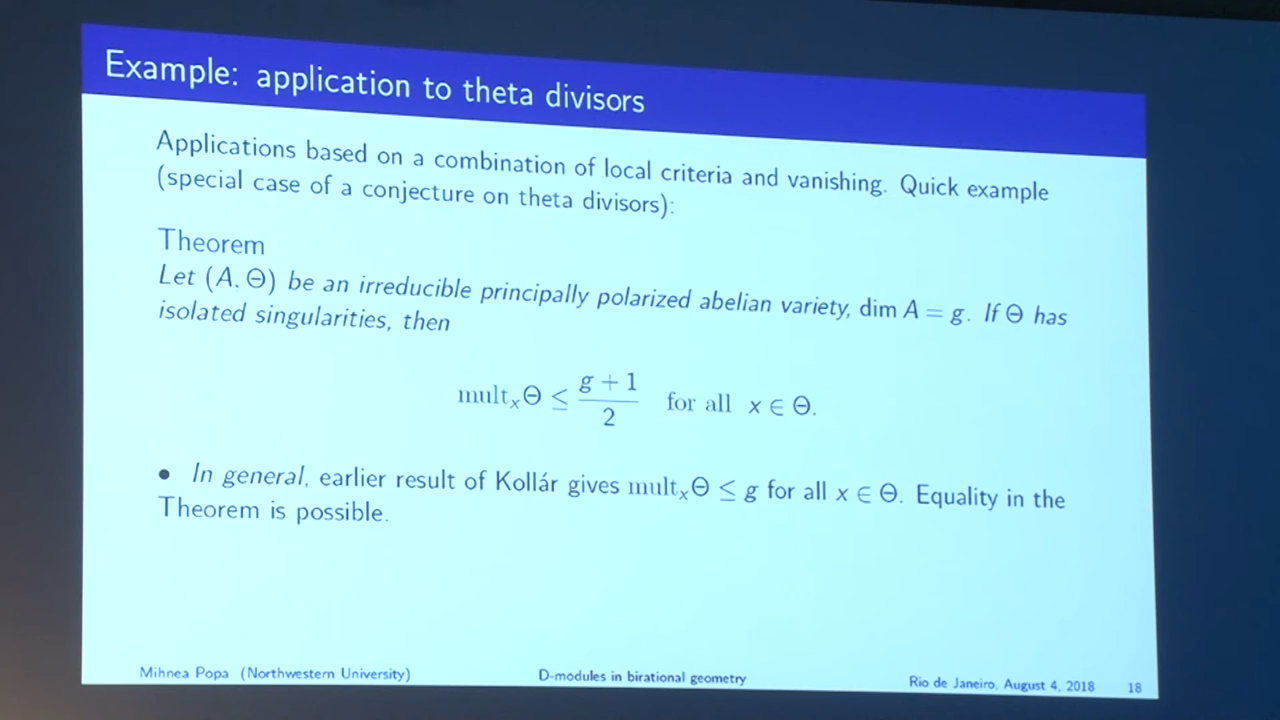 Example: application to theta divisors
Applications based on a combination of local criteria and vanishing. Quick example
(special case of a conjecture on theta divisors):
Theorem
Let (A, Θ) be an irreducible principally polarized abelian variety, dim A = g. If Θ has
isolated singularities, then
multₓΘ ≤ (g + 1)/2 for all x ∈ Θ.
• In general, earlier result of Kollár gives multₓΘ ≤ g for all x ∈ Θ. Equality in the
Theorem is possible.
Mihnea Popa (Northwestern University) D-modules in birational geometry Rio de Janeiro, August 4, 2018 18